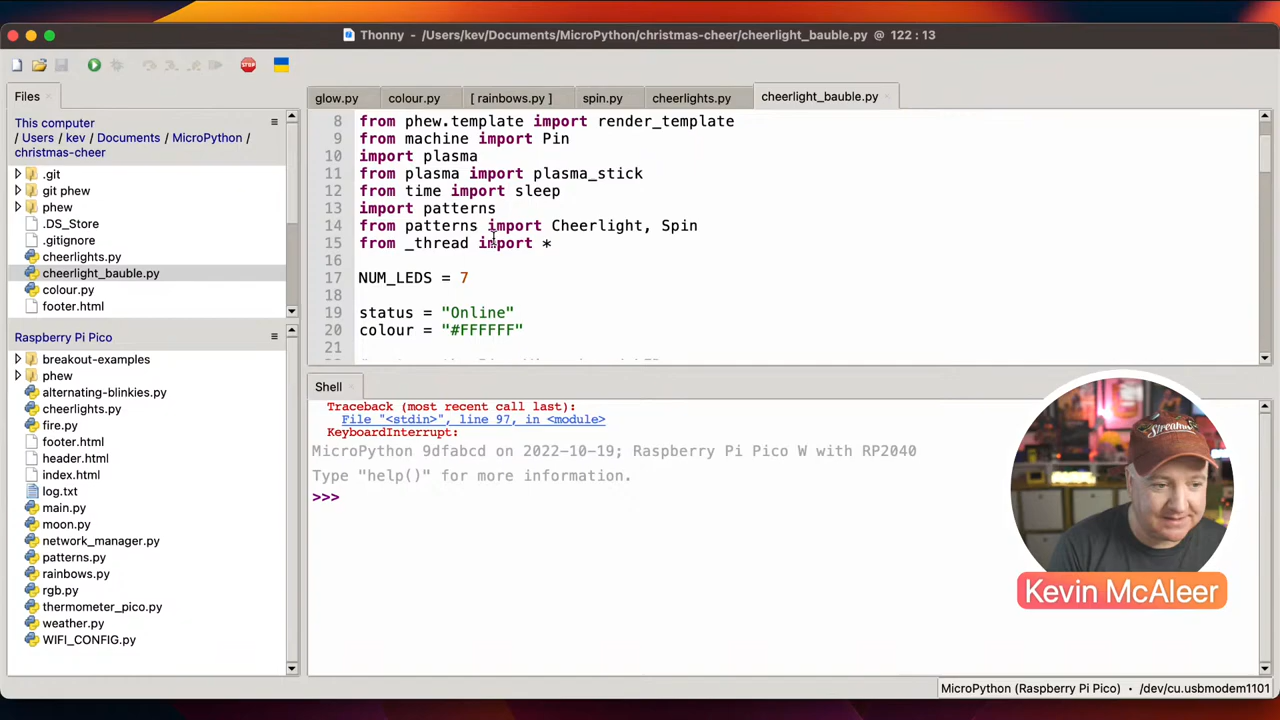 Thonny - /Users/kev/Documents/MicroPython/christmas-cheer/cheerlight_bauble.py @ 122 : 13
STOP
Files
glow.py
colour.py
[ rainbows.py ]
spin.py
cheerlights.py
cheerlight_bauble.py
This computer
/ Users / kev / Documents / MicroPython /
christmas-cheer
.git
git phew
phew
.DS_Store
.gitignore
cheerlights.py
cheerlight_bauble.py
colour.py
footer.html
8 from phew.template import render_template
9 from machine import Pin
10 import plasma
11 from plasma import plasma_stick
12 from time import sleep
13 import patterns
14 from patterns import Cheerlight, Spin
15 from _thread import *
16
17 NUM_LEDS = 7
18
19 status = "Online"
20 colour = "#FFFFFF"
21
Raspberry Pi Pico
breakout-examples
phew
alternating-blinkies.py
cheerlights.py
fire.py
footer.html
header.html
index.html
log.txt
main.py
moon.py
network_manager.py
patterns.py
rainbows.py
rgb.py
thermometer_pico.py
weather.py
WIFI_CONFIG.py
Shell
Traceback (most recent call last):
File "<stdin>", line 97, in <module>
KeyboardInterrupt:
MicroPython 9dfabcd on 2022-10-19; Raspberry Pi Pico W with RP2040
Type "help()" for more information.
>>>
Kevin McAleer
MicroPython (Raspberry Pi Pico) • /dev/cu.usbmodem1101